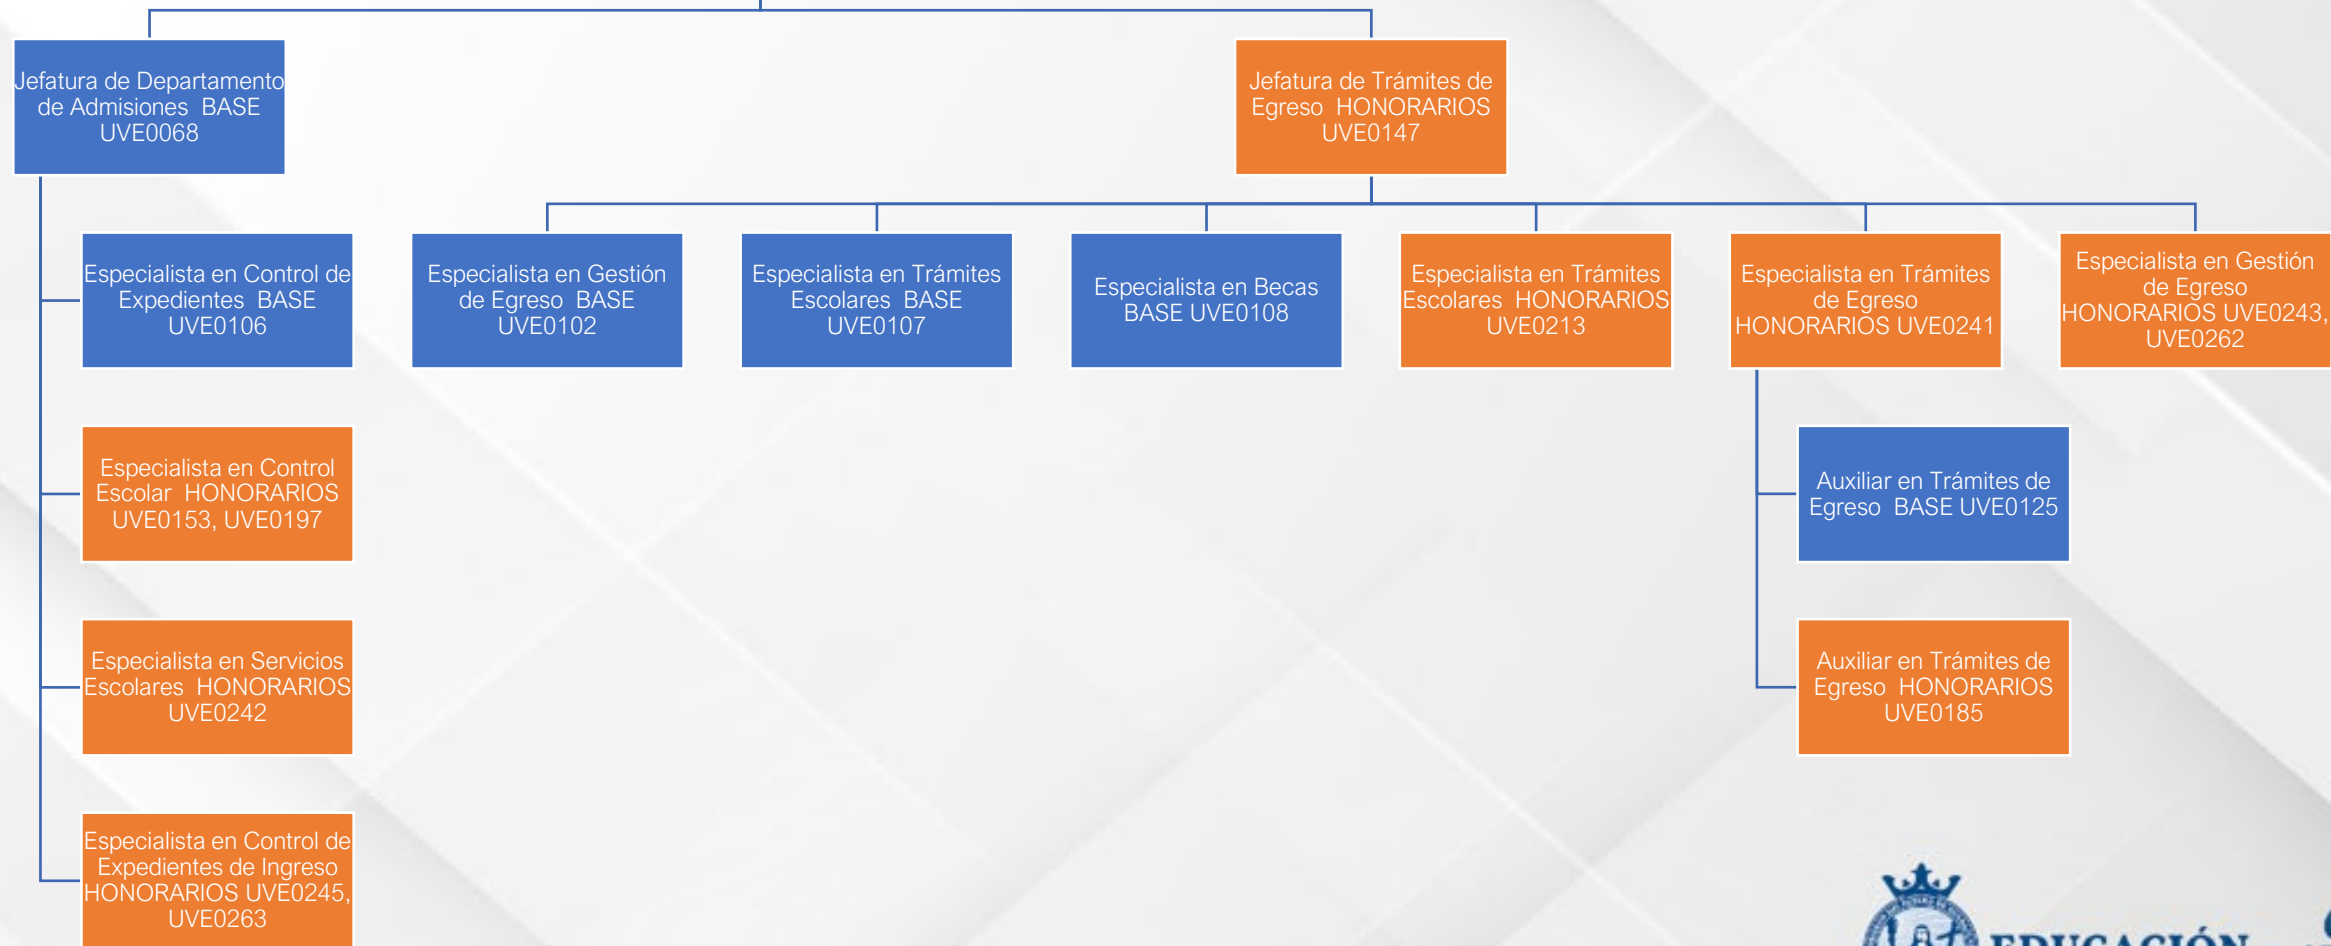 Jefatura de Departamento
de Admisiones BASE
UVE0068
Jefatura de Trámites de
Egreso HONORARIOS
UVE0147
Especialista en Control de
Expedientes BASE
UVE0106
Especialista en Gestión
de Egreso BASE
UVE0102
Especialista en Trámites
Escolares BASE
UVE0107
Especialista en Becas
BASE UVE0108
Especialista en Trámites
Escolares HONORARIOS
UVE0213
Especialista en Trámites
de Egreso
HONORARIOS UVE0241
Especialista en Gestión
de Egreso
HONORARIOS UVE0243,
UVE0262
Especialista en Control
Escolar HONORARIOS
UVE0153, UVE0197
Auxiliar en Trámites de
Egreso BASE UVE0125
Especialista en Servicios
Escolares HONORARIOS
UVE0242
Auxiliar en Trámites de
Egreso HONORARIOS
UVE0185
Especialista en Control de
Expedientes de Ingreso
HONORARIOS UVE0245,
UVE0263
EDUCACIÓN